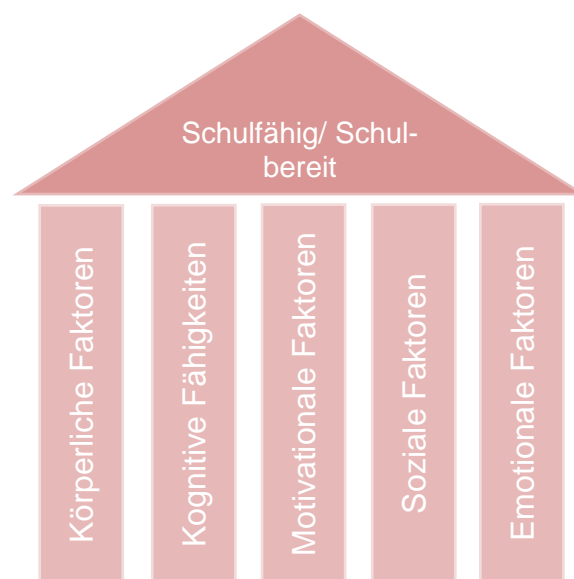 Schulfähig/ Schul-
bereit
Körperliche Faktoren
Kognitive Fähigkeiten
Motivationale Faktoren
Soziale Faktoren
Emotionale Faktoren